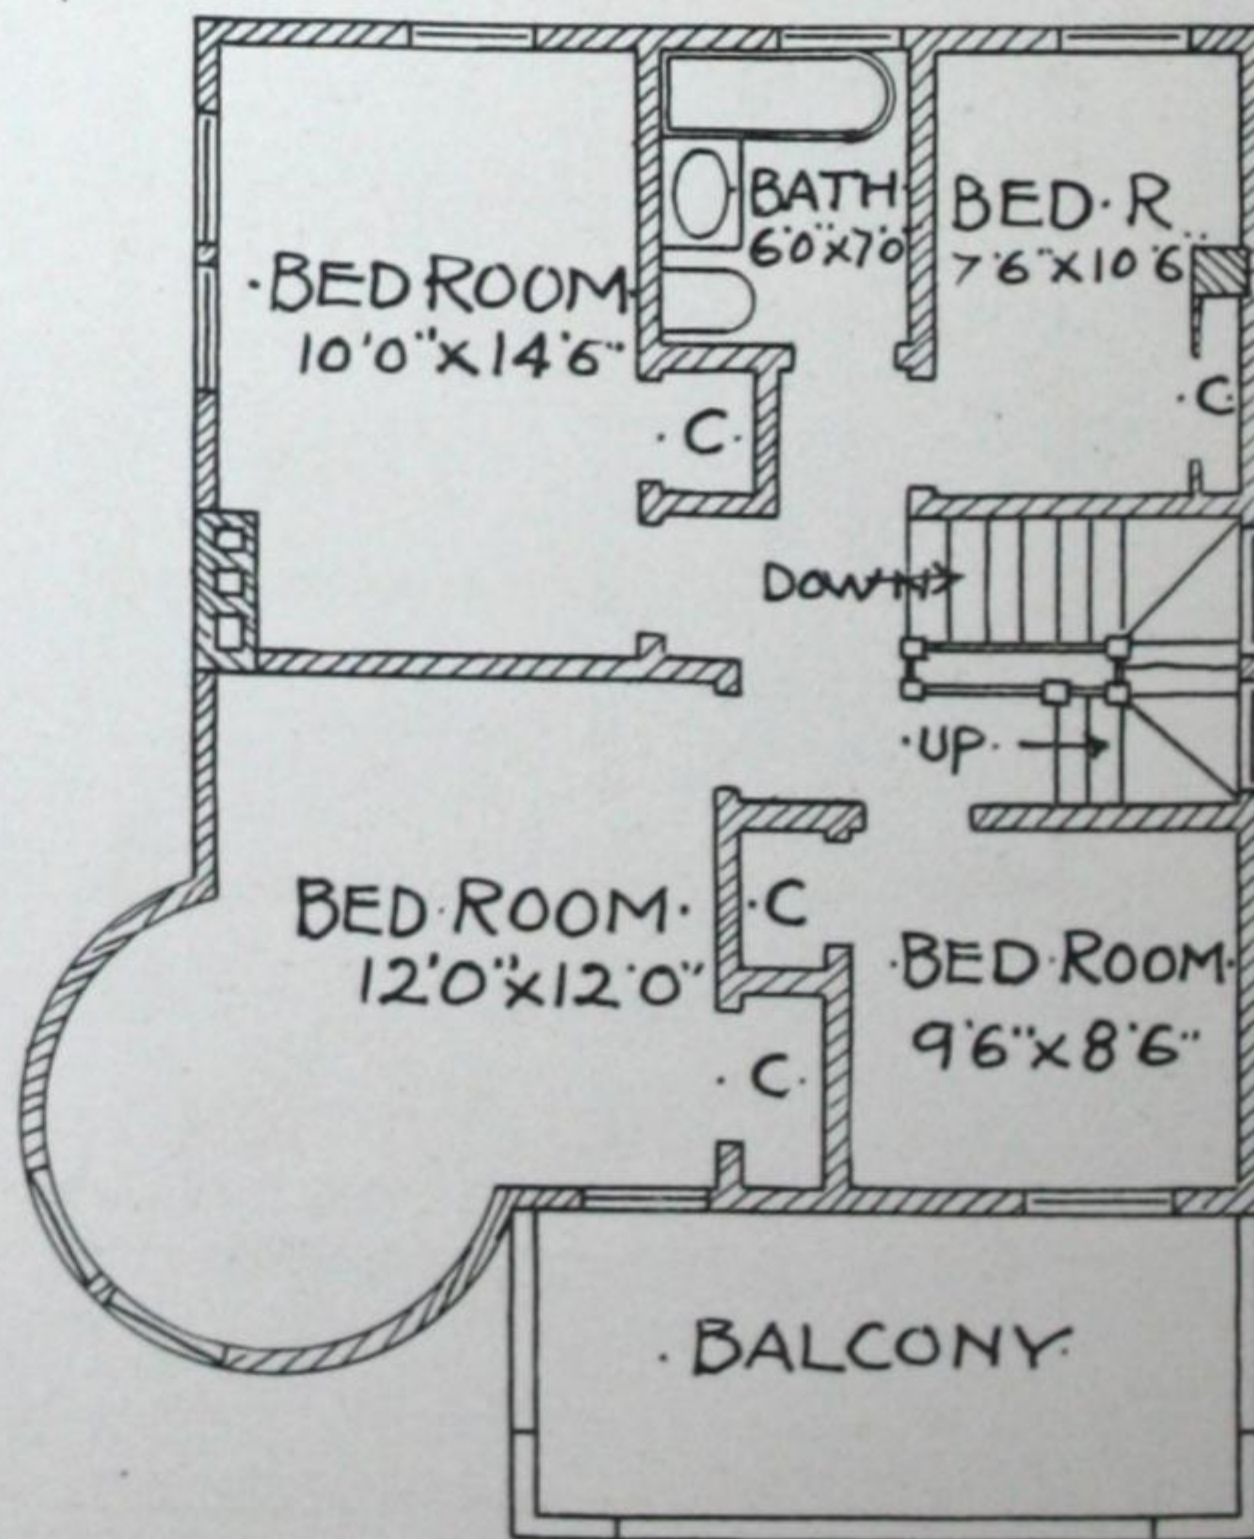 BATH
6'0"X7'0
BED·R
7'6"X10'6"
·BED ROOM·
10'0"X14'6"
·C·
·C·
DOWN
·UP·
BED·ROOM·
12'0"X12'0"
·C
·BED·ROOM·
9'6"X8'6"
·C·
·BALCONY·